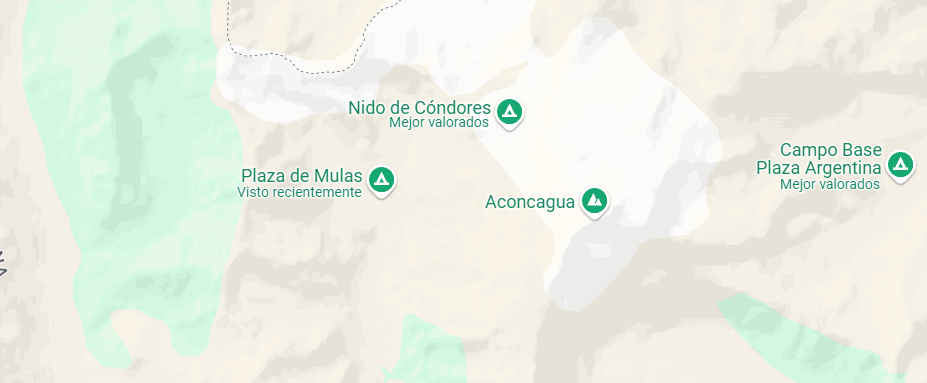 Nido de Cóndores
Mejor valorados
Campo Base
Plaza Argentina
Mejor valorados
Plaza de Mulas
Visto recientemente
Aconcagua